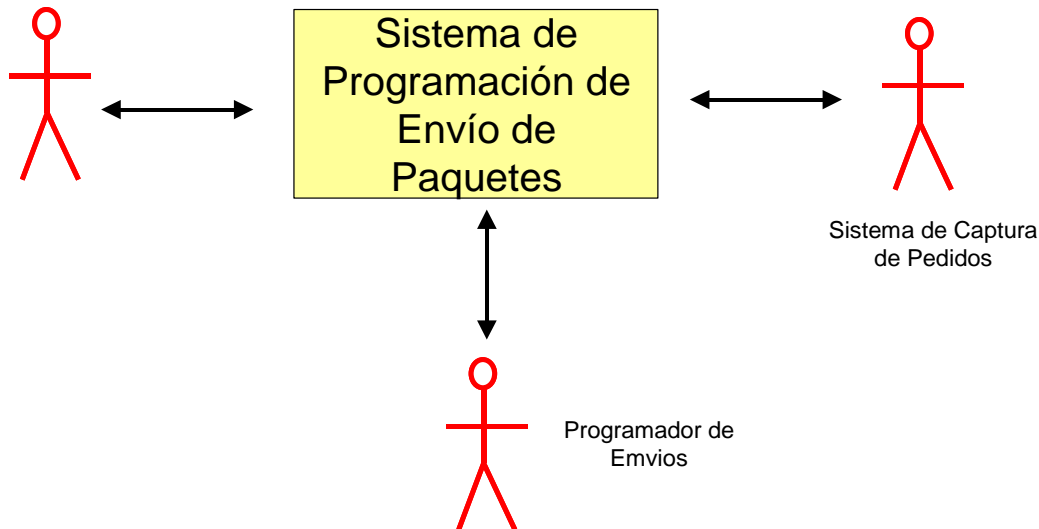 Sistema de
Programación de
Envío de
Paquetes
Sistema de Captura
de Pedidos
Programador de
Emvios